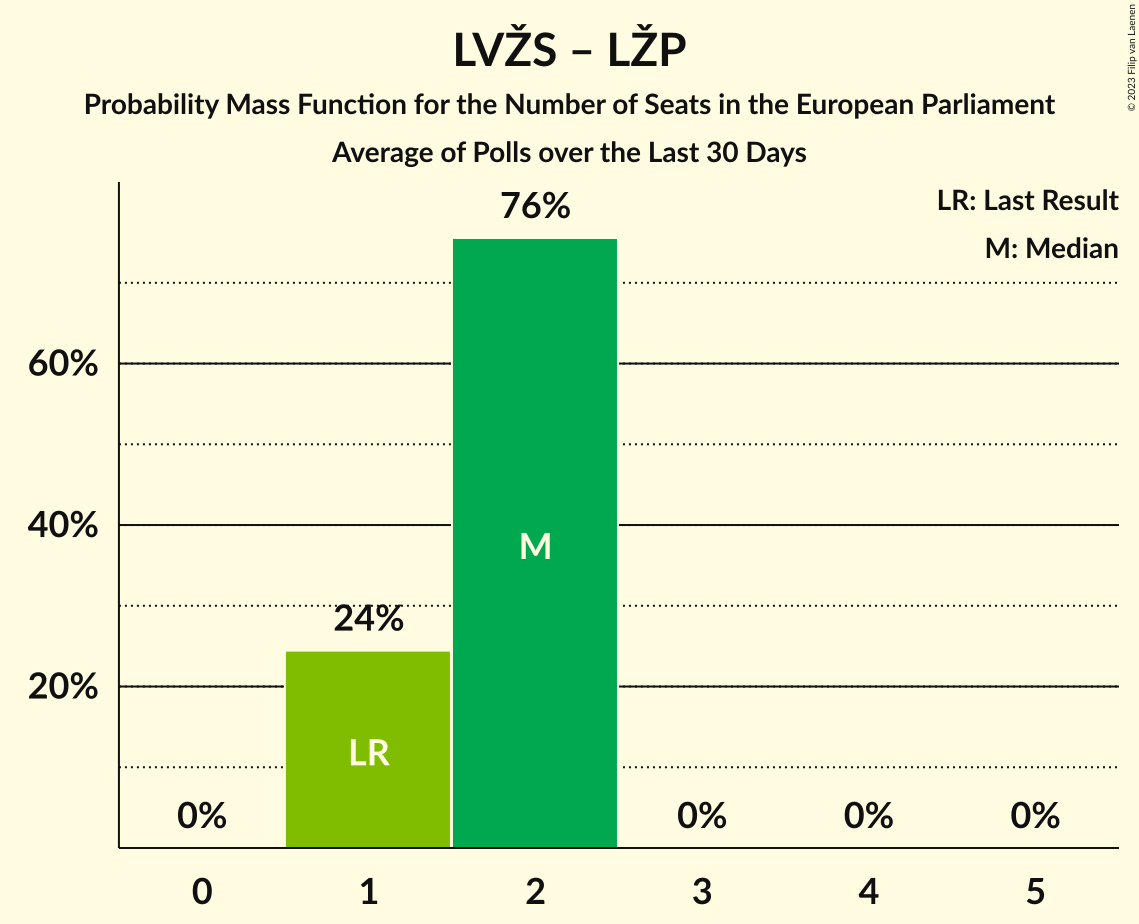 LVŽS – LŽP
Probability Mass Function for the Number of Seats in the European Parliament
Average of Polls over the Last 30 Days
© 2023 Filip van Laenen
LR: Last Result
M: Median
76%
60%
40%
M
24%
20%
LR
0%
0%
0%
0%
0 1 2 3 4 5